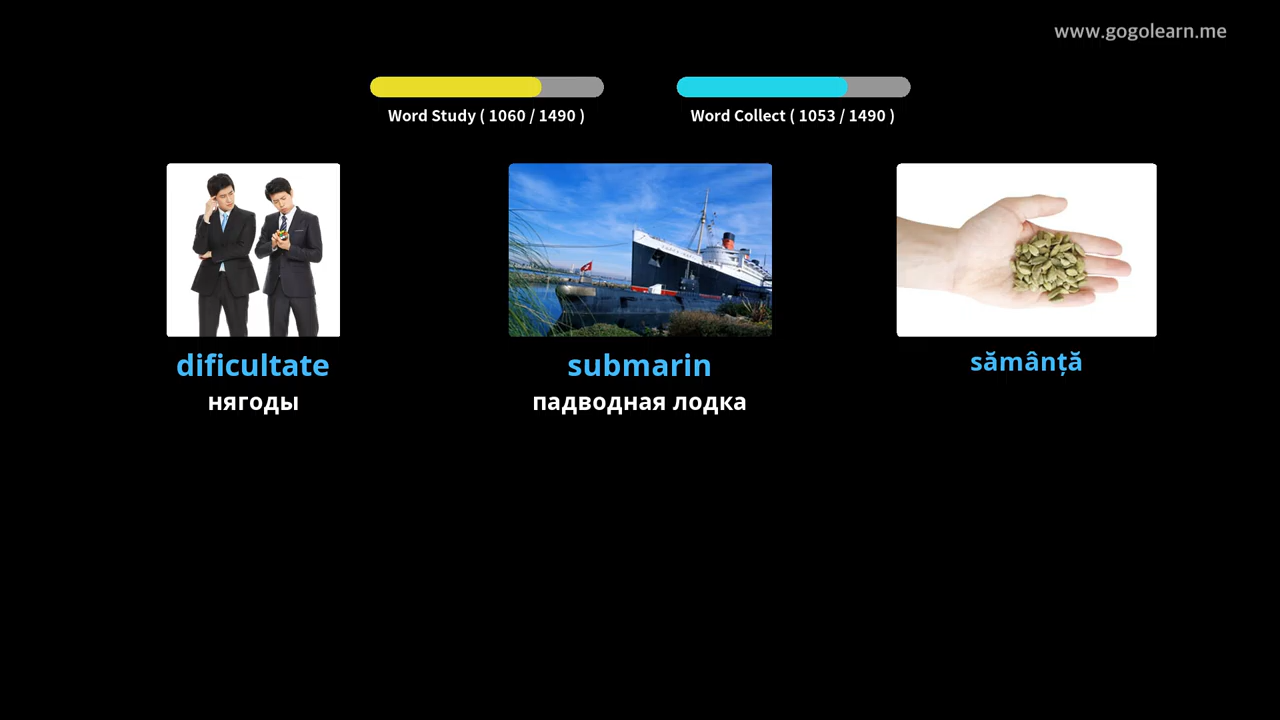 www.gogolearn.me
Word Study ( 1060 / 1490 )
Word Collect ( 1053 / 1490 )
dificultate
нягоды
submarin
падводная лодка
sămânță